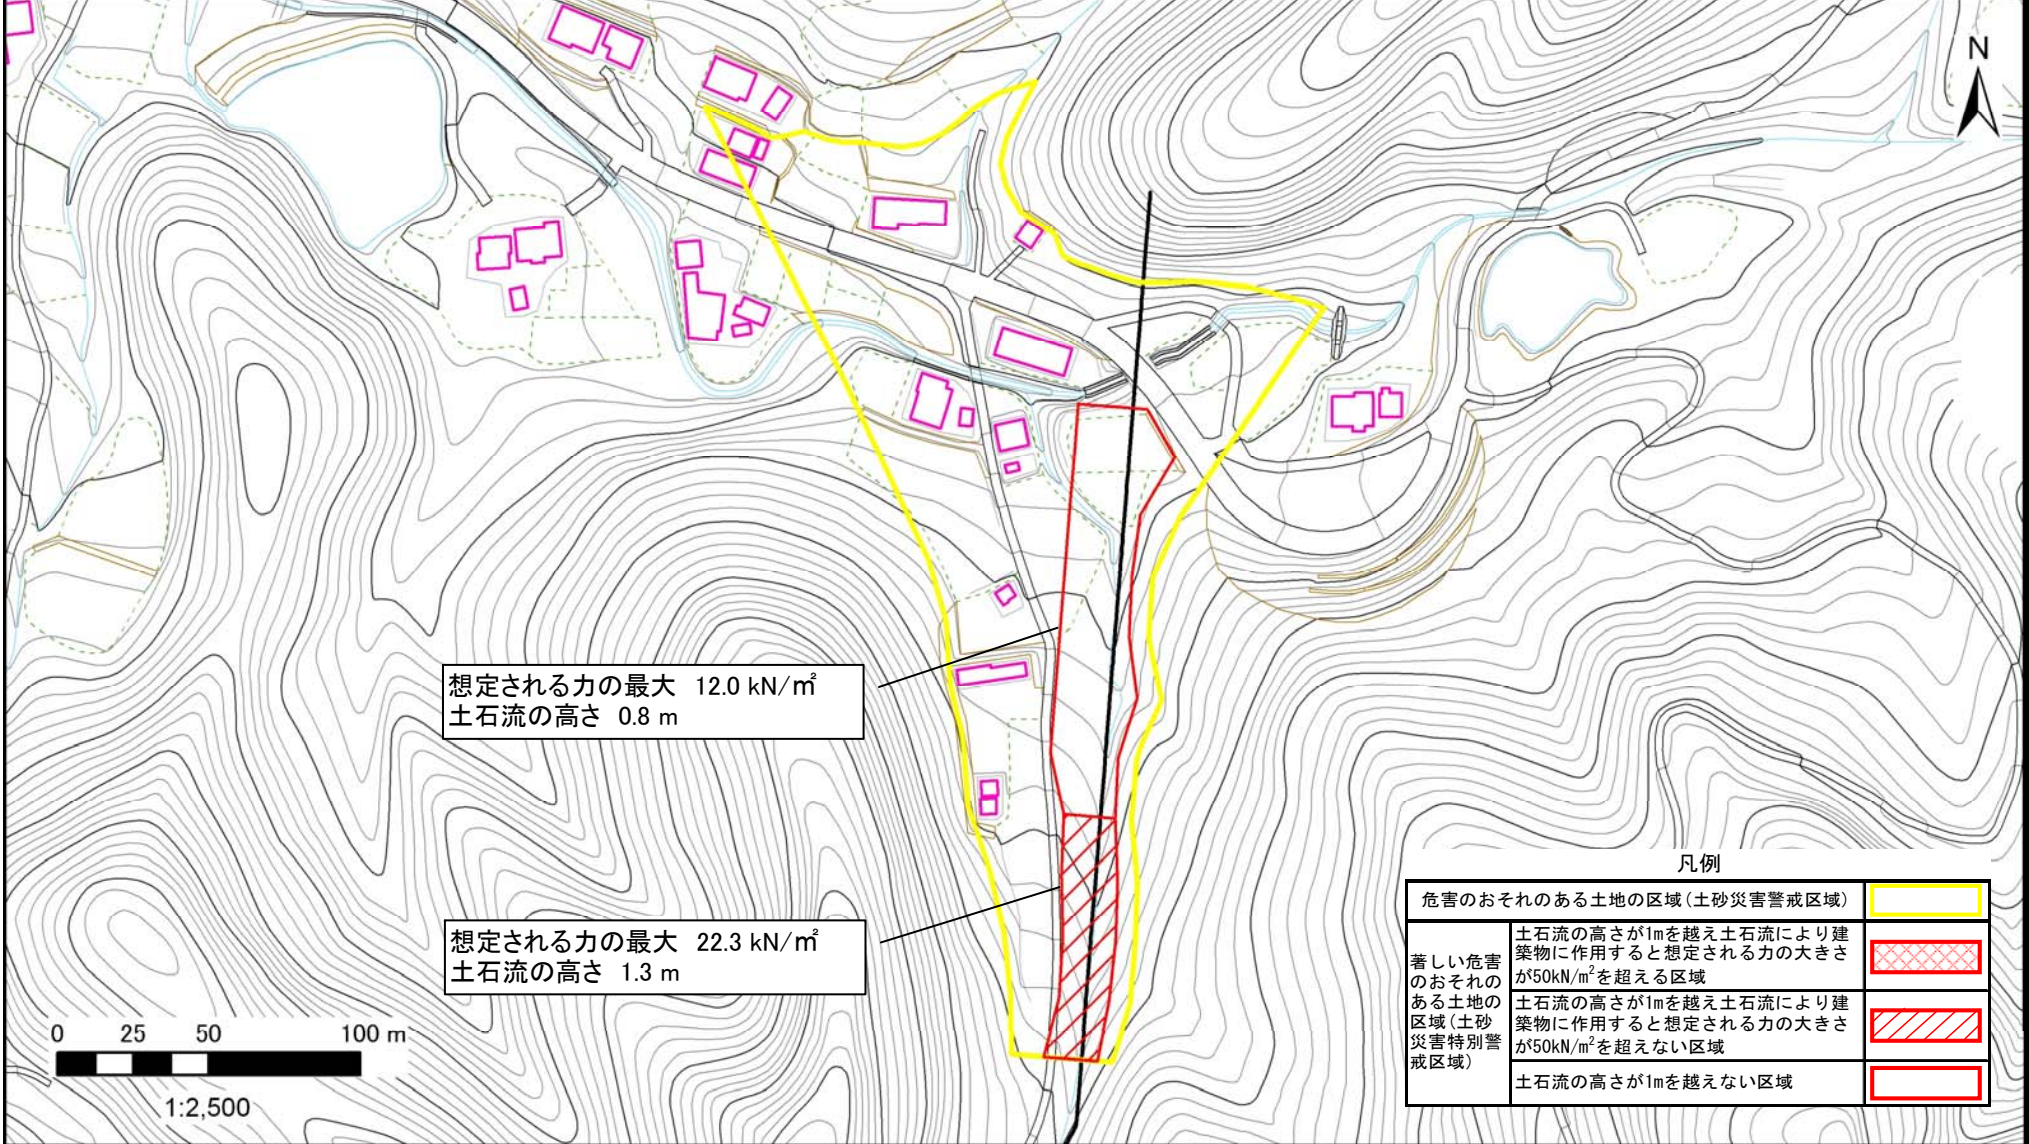 N
想定される力の最大 12.0 kN/㎡
土石流の高さ 0.8 m
想定される力の最大 22.3 kN/㎡
土石流の高さ 1.3 m
0 25 50 100 m
1:2,500
凡例
危害のおそれのある土地の区域(土砂災害警戒区域)
著しい危害
のおそれの
ある土地の
区域(土砂
災害特別警
戒区域)
土石流の高さが1mを越え土石流により建
築物に作用すると想定される力の大きさ
が50kN/m²を超える区域
土石流の高さが1mを越え土石流により建
築物に作用すると想定される力の大きさ
が50kN/m²を超えない区域
土石流の高さが1mを越えない区域